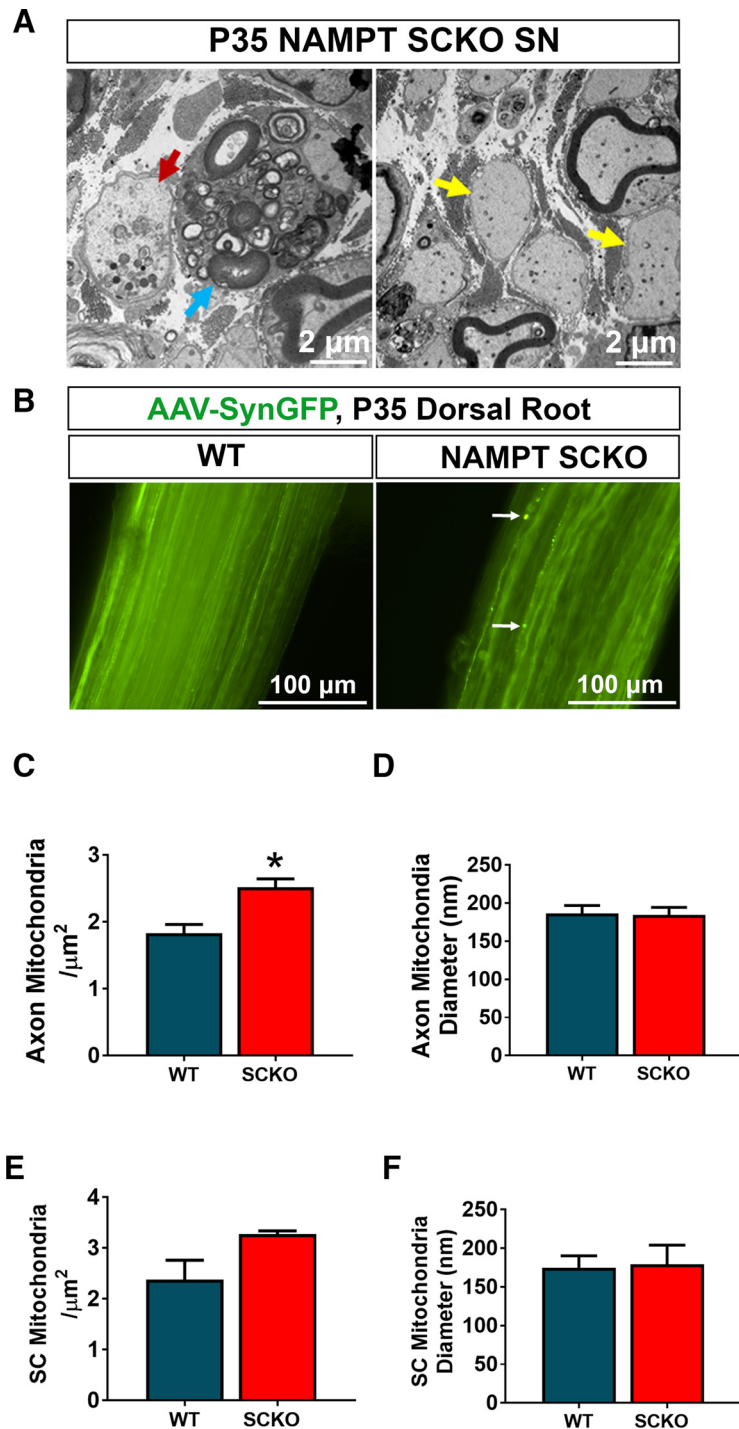 A
P35 NAMPT SCKO SN
2 μm
2 μm
B
AAV-SynGFP, P35 Dorsal Root
WT
NAMPT SCKO
100 μm
100 μm
C
Axon Mitochondria
/μm2
3
2
1
0
*
WT
SCKO
D
Axon Mitochondia
Diameter (nm)
250
200
150
100
50
0
WT
SCKO
E
SC Mitochondria
/μm2
4
3
2
1
0
WT
SCKO
F
SC Mitochondria
Diameter (nm)
250
200
150
100
50
0
WT
SCKO